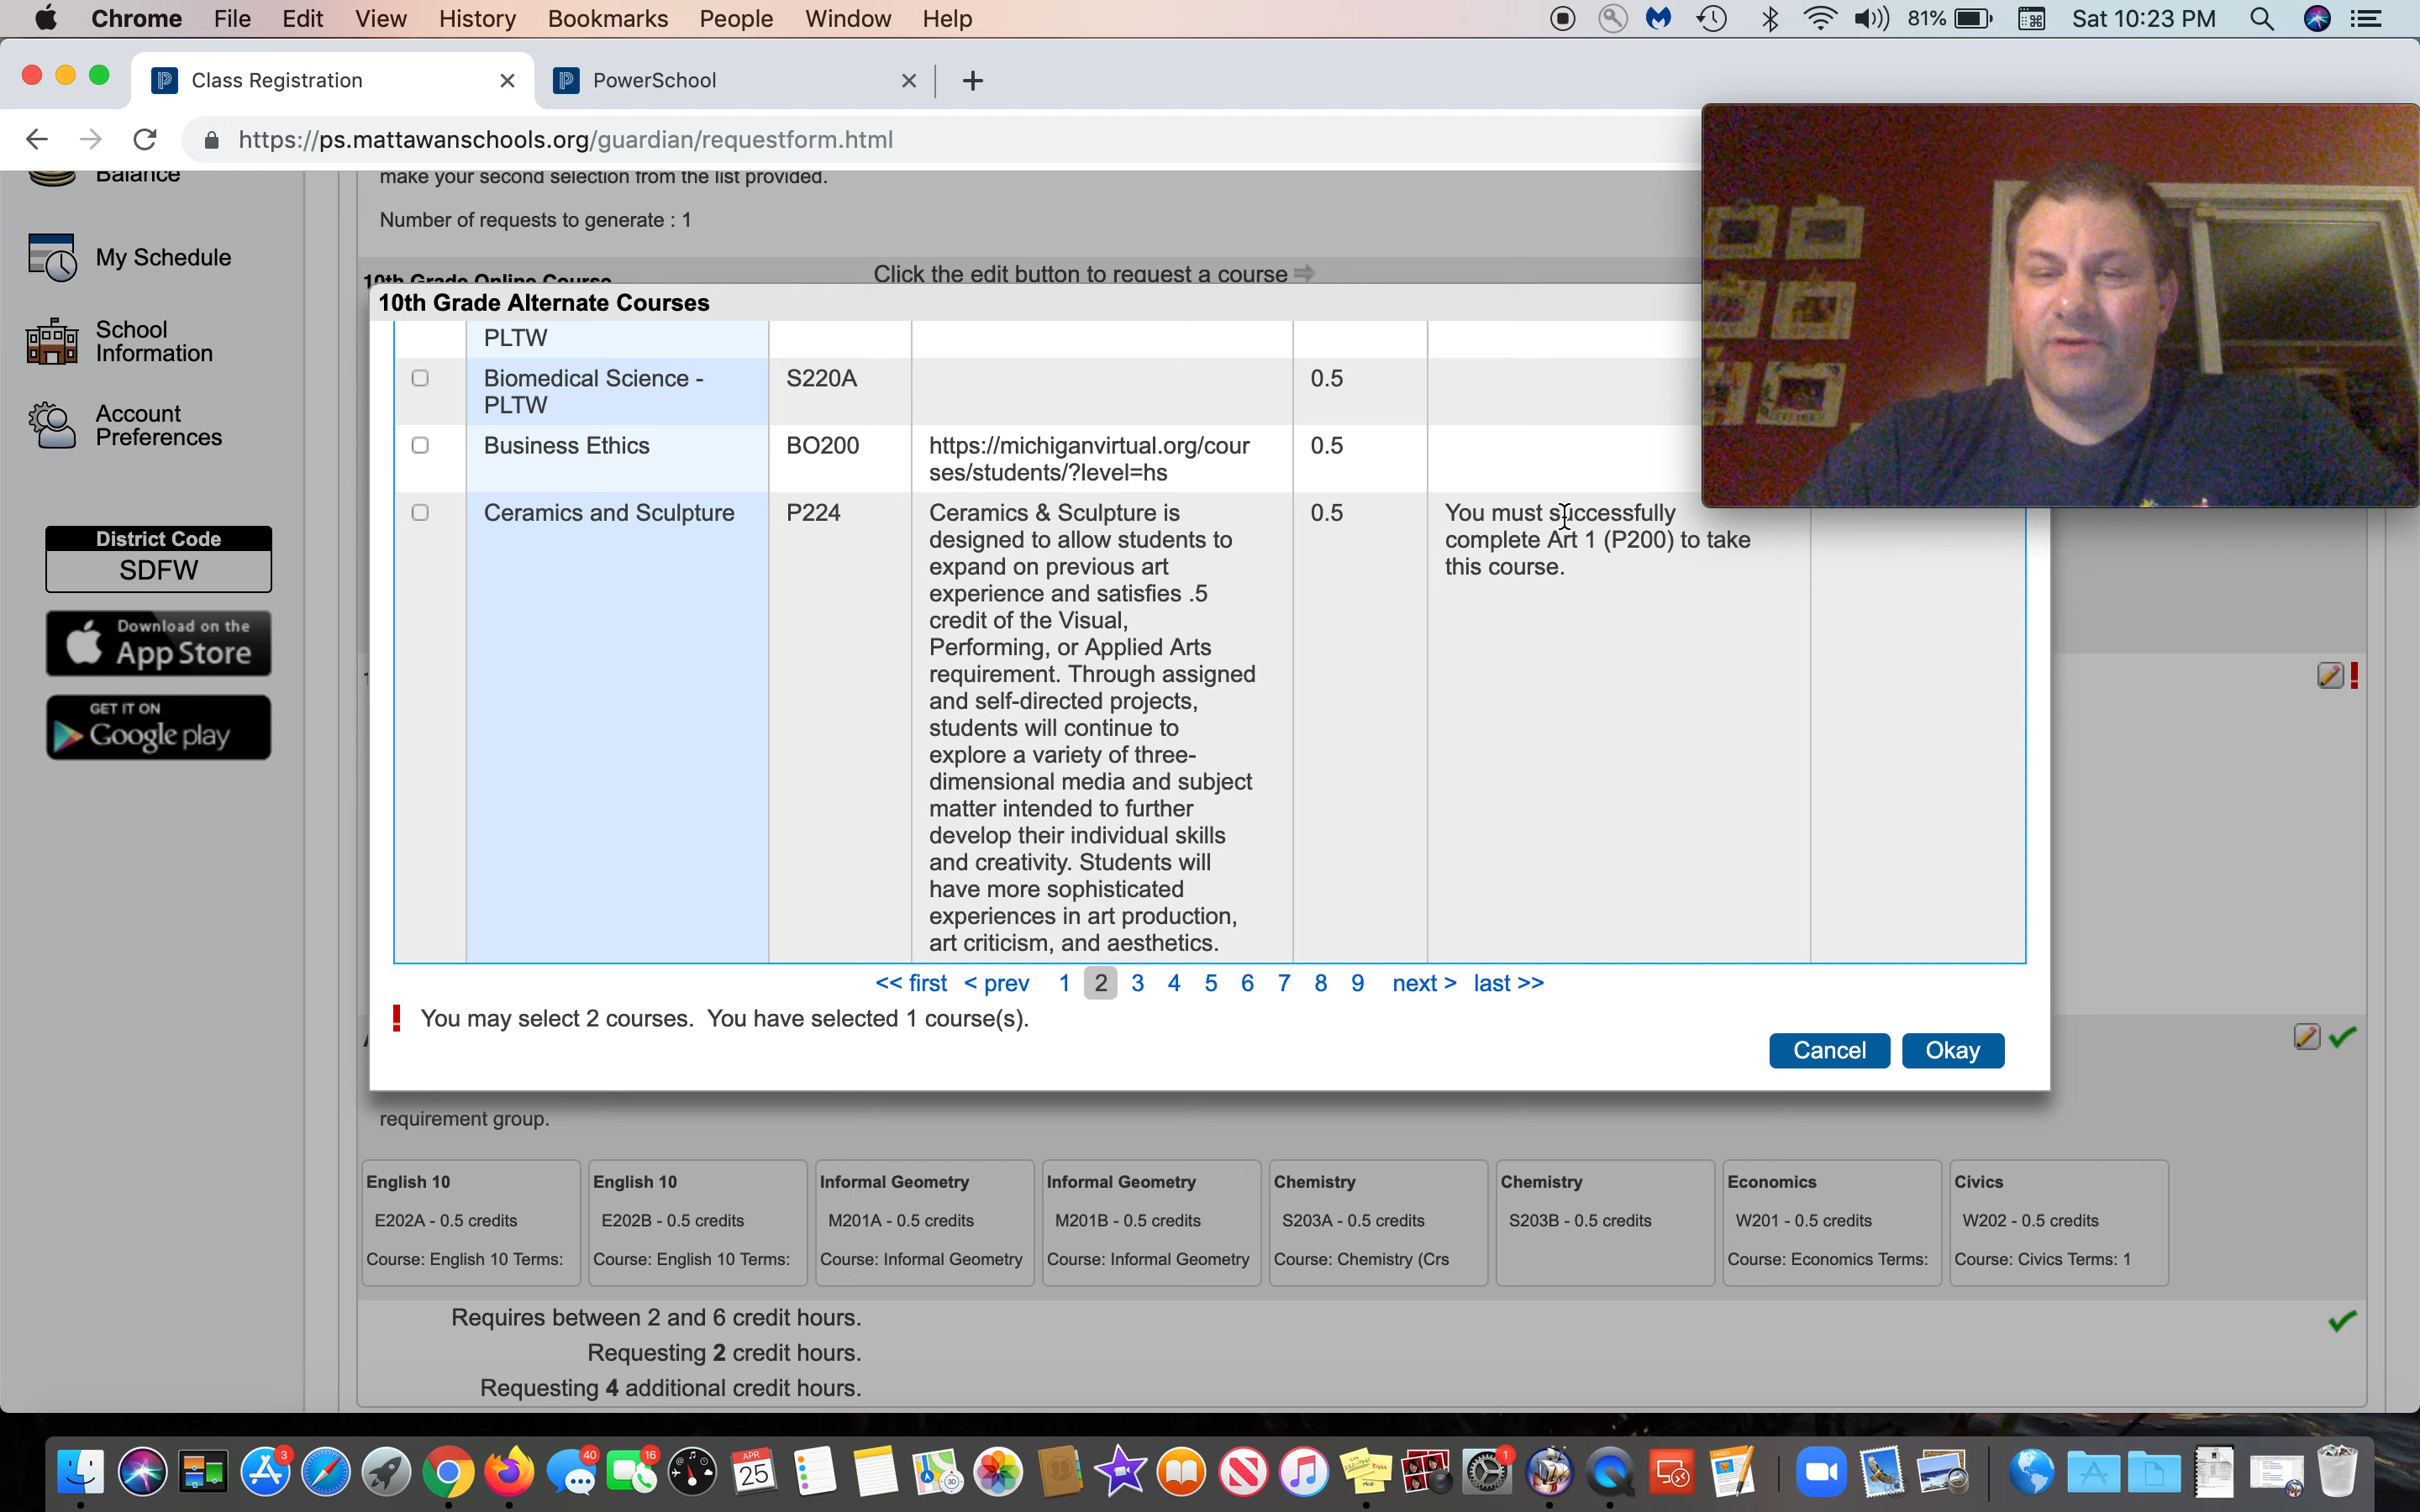 Chrome File Edit View History Bookmarks People Window Help 81% Sat 10:23 PM
Class Registration
PowerSchool
https://ps.mattawanschools.org/guardian/requestform.html
Balance
My Schedule
School
Information
Account
Preferences
District Code
SDFW
Download on the
App Store
GET IT ON
Google play
make your second selection from the list provided.
Number of requests to generate : 1
10th Grade Online Course
Click the edit button to request a course
10th Grade Alternate Courses
PLTW
Biomedical Science -
PLTW
S220A
0.5
Business Ethics
BO200
https://michiganvirtual.org/cour
ses/students/?level=hs
0.5
Ceramics and Sculpture
P224
Ceramics & Sculpture is
designed to allow students to
expand on previous art
experience and satisfies .5
credit of the Visual,
Performing, or Applied Arts
requirement. Through assigned
and self-directed projects,
students will continue to
explore a variety of three-
dimensional media and subject
matter intended to further
develop their individual skills
and creativity. Students will
have more sophisticated
experiences in art production,
art criticism, and aesthetics.
0.5
You must successfully
complete Art 1 (P200) to take
this course.
<< first < prev 1 2 3 4 5 6 7 8 9 next > last >>
! You may select 2 courses. You have selected 1 course(s).
Cancel
Okay
requirement group.
English 10
E202A - 0.5 credits
Course: English 10 Terms:
English 10
E202B - 0.5 credits
Course: English 10 Terms:
Informal Geometry
M201A - 0.5 credits
Course: Informal Geometry
Informal Geometry
M201B - 0.5 credits
Course: Informal Geometry
Chemistry
S203A - 0.5 credits
Course: Chemistry (Crs
Chemistry
S203B - 0.5 credits
Economics
W201 - 0.5 credits
Course: Economics Terms:
Civics
W202 - 0.5 credits
Course: Civics Terms: 1
Requires between 2 and 6 credit hours.
Requesting 2 credit hours.
Requesting 4 additional credit hours.
3
40
16
APR
25
1